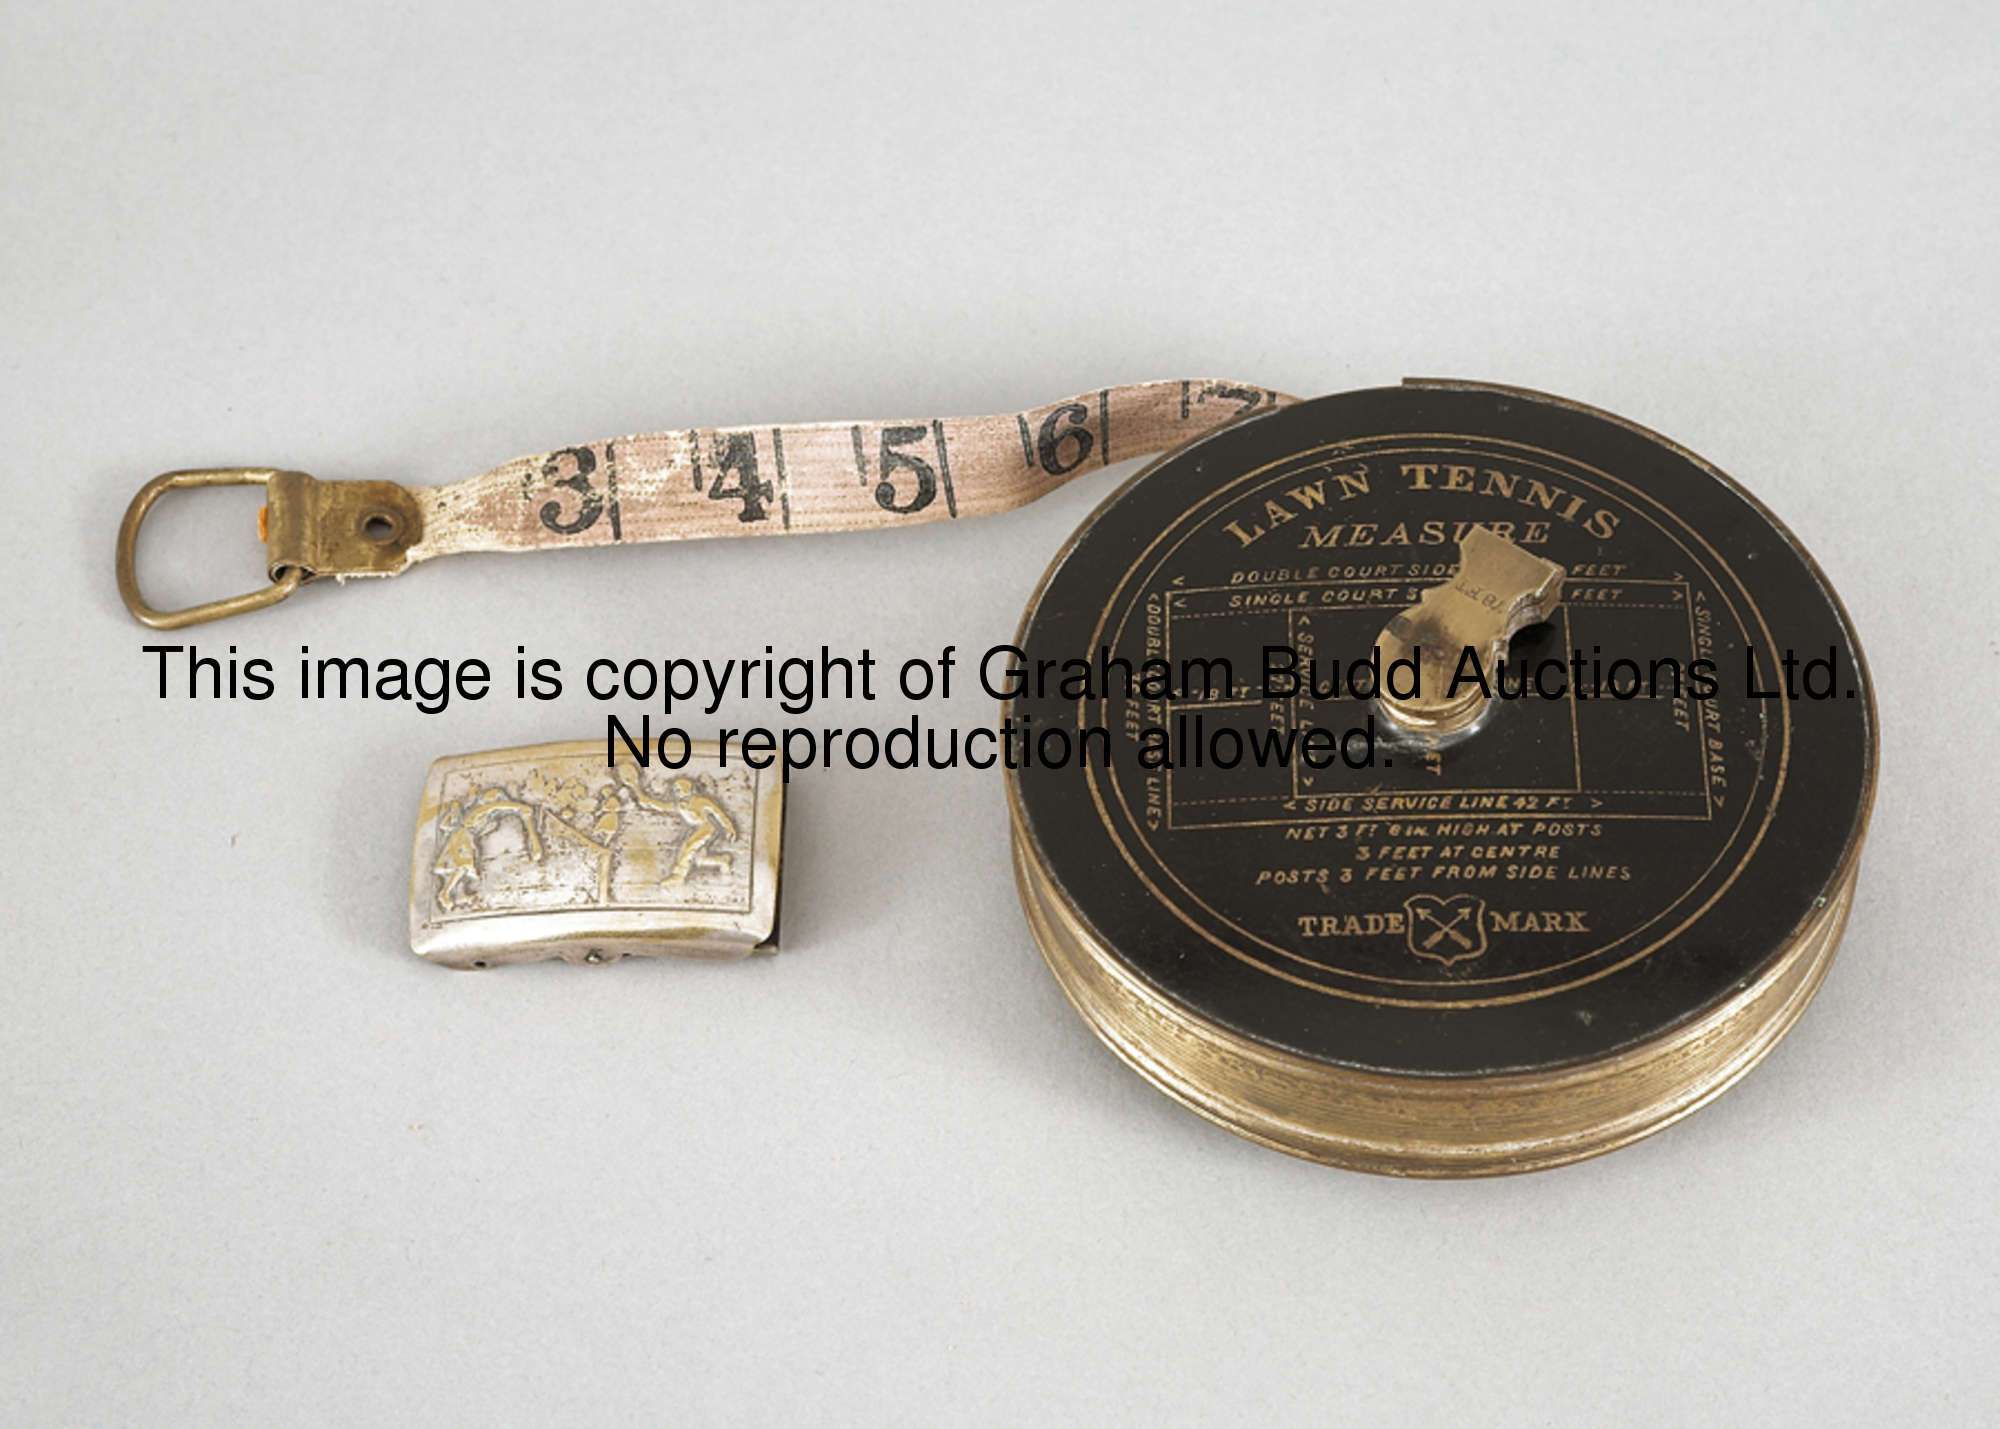 3 4 5 6 7
LAWN TENNIS
MEASURE
DOUBLE COURT SIDE FEET
SINGLE COURT FEET
This image is copyright of Graham Budd Auctions Ltd.
No reproduction allowed.
SIDE SERVICE LINE 42 FT
NET 3 FT 6 IN. HIGH AT POSTS
3 FEET AT CENTRE
POSTS 3 FEET FROM SIDE LINES
TRADE MARK